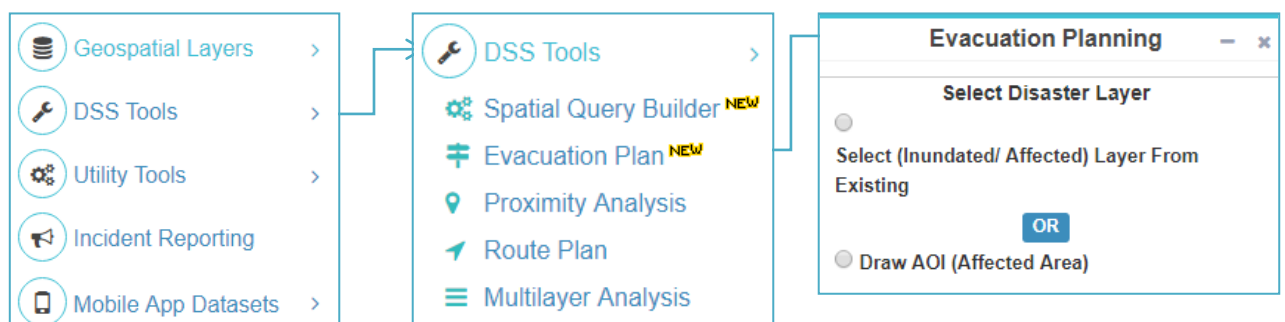 Geospatial Layers
DSS Tools
Utility Tools
Incident Reporting
Mobile App Datasets
DSS Tools
Spatial Query Builder NEW
Evacuation Plan NEW
Proximity Analysis
Route Plan
Multilayer Analysis
Evacuation Planning
Select Disaster Layer
Select (Inundated/ Affected) Layer From
Existing
OR
Draw AOI (Affected Area)